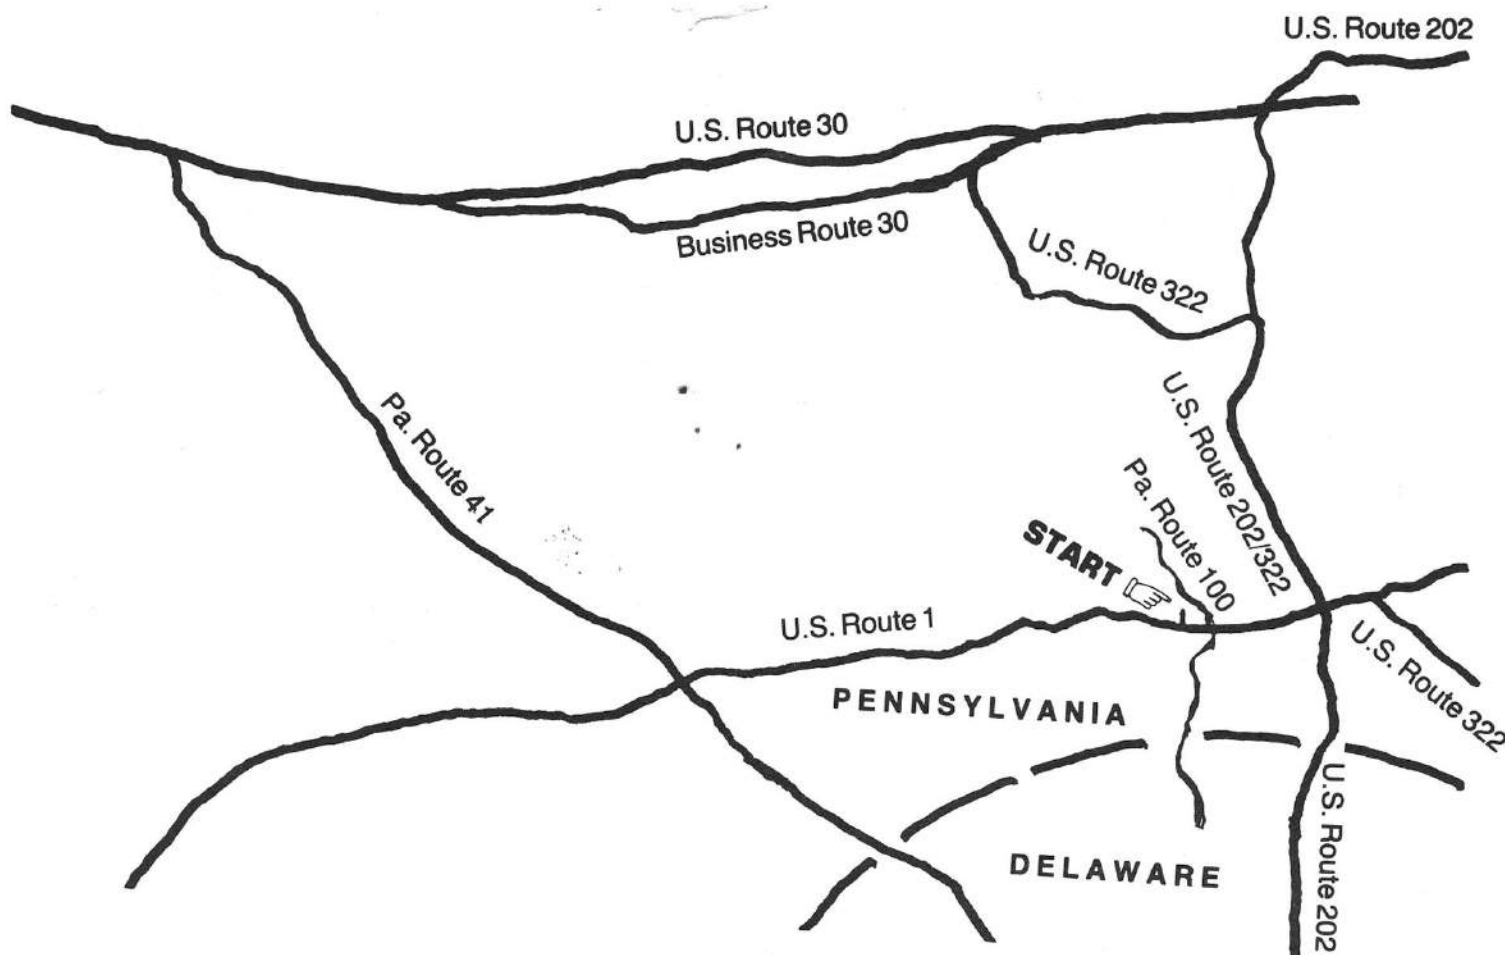 U.S. Route 202
U.S. Route 30
Business Route 30
U.S. Route 322
U.S. Route 202/322
Pa. Route 41
Pa. Route 100
START
U.S. Route 1
U.S. Route 322
PENNSYLVANIA
U.S. Route 202
DELAWARE